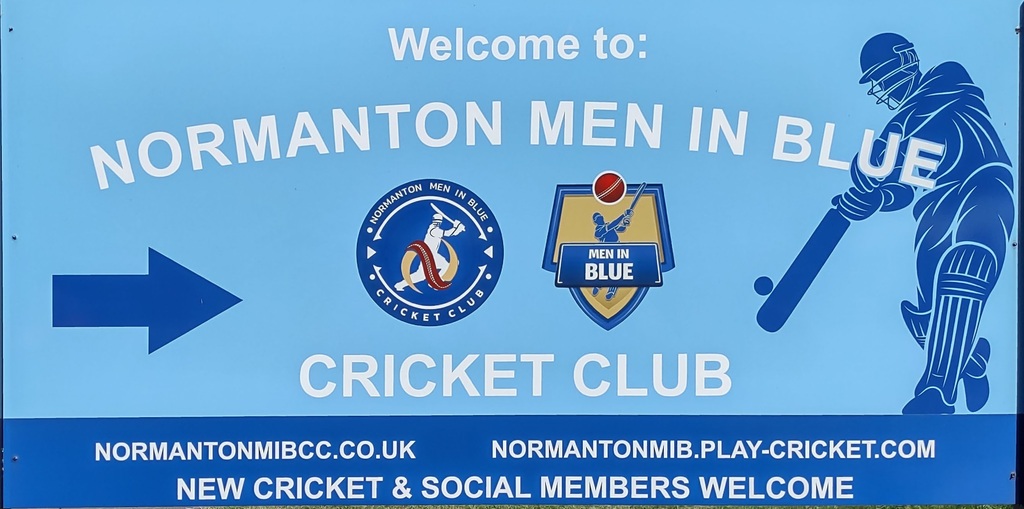 Welcome to:
NORMANTON MEN IN BLUE
NORMANTON MEN IN BLUE
CRICKET CLUB
MEN IN
BLUE
CRICKET CLUB
NORMANTONMIBCC.CO.UK
NORMANTONMIB.PLAY-CRICKET.COM
NEW CRICKET & SOCIAL MEMBERS WELCOME